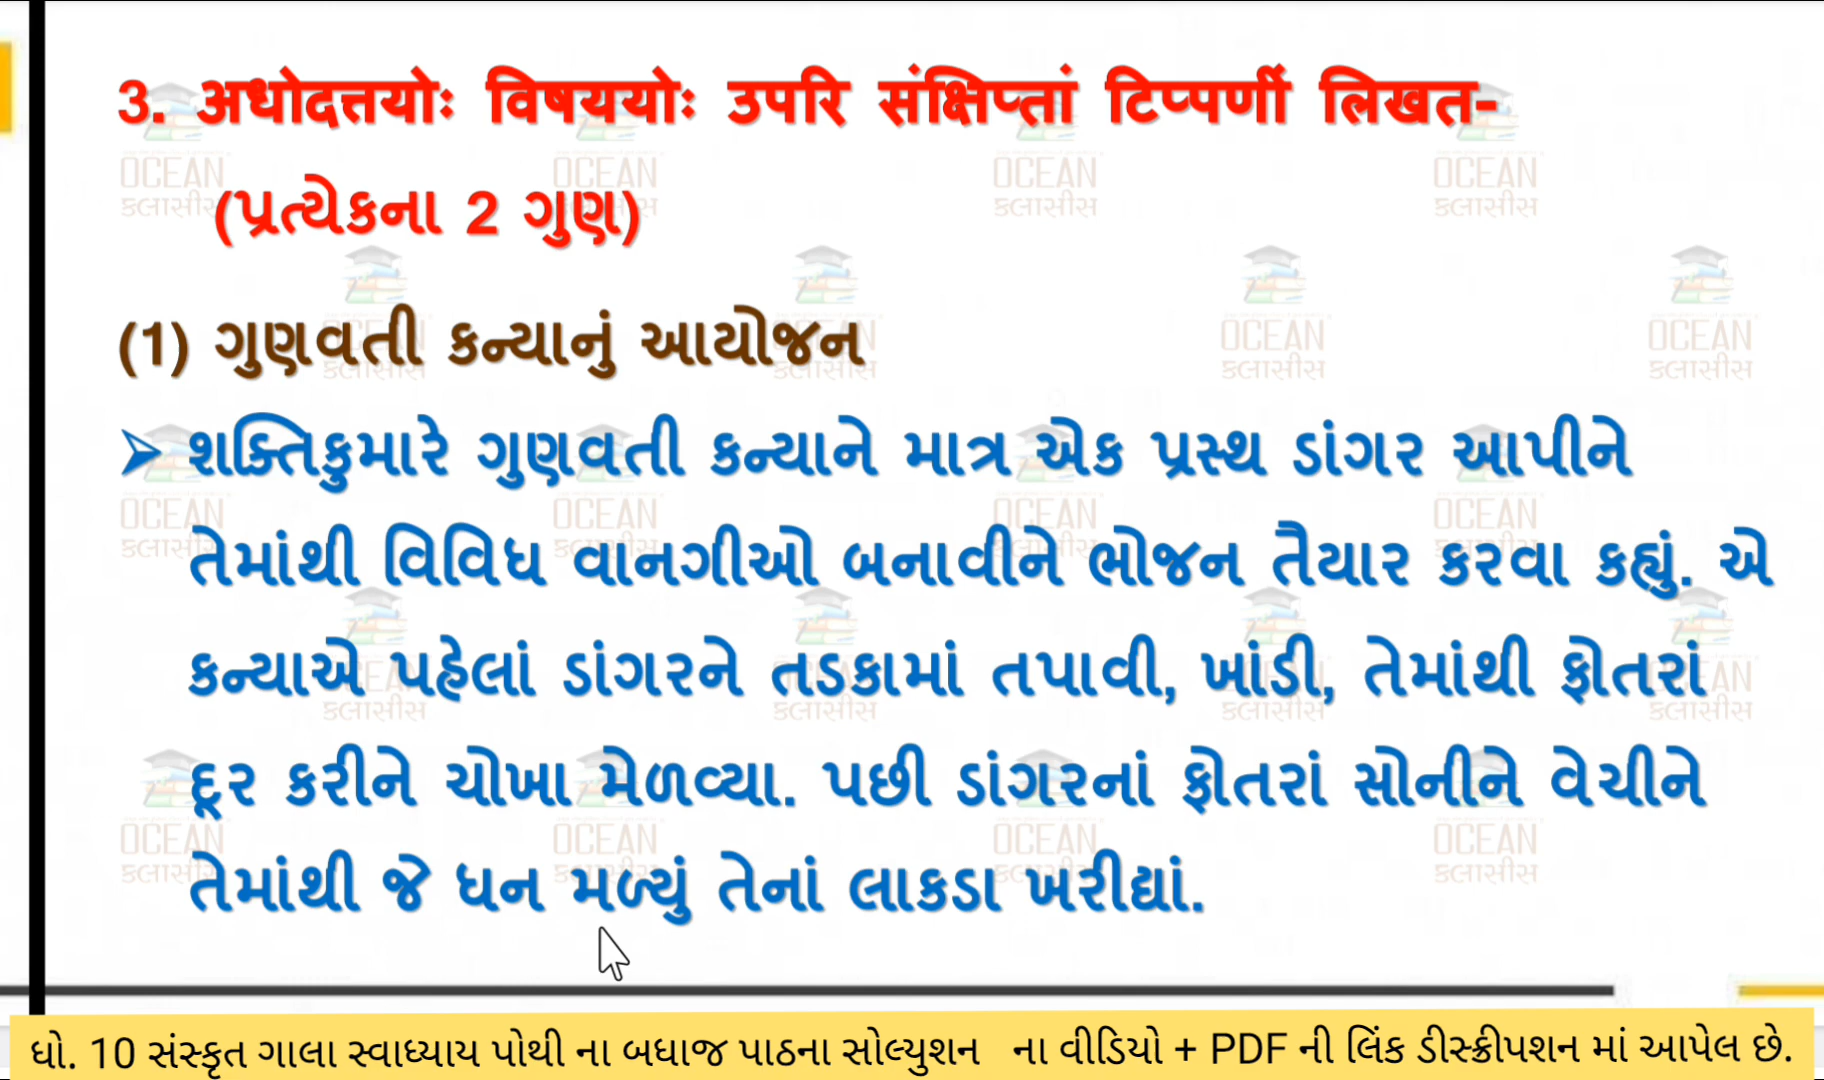 3. अधोदत्तयोः विषययोः उपरि संक्षिप्तां टिप्पणीं लिखत-
(પ્રત્યેકના 2 ગુણ)
(1) ગુણવતી કન્યાનું આયોજન
➢ શક્તિકુમારે ગુણવતી કન્યાને માત્ર એક પ્રસ્થ ડાંગર આપીને
તેમાંથી વિવિધ વાનગીઓ બનાવીને ભોજન તૈયાર કરવા કહ્યું. એ
કન્યાએ પહેલાં ડાંગરને તડકામાં તપાવી, ખાંડી, તેમાંથી ફોતરાં
દૂર કરીને ચોખા મેળવ્યા. પછી ડાંગરનાં ફોતરાં સોનીને વેચીને
તેમાંથી જે ધન મળ્યું તેનાં લાકડા ખરીદ્યાં.
ધો. 10 સંસ્કૃત ગાલા સ્વાધ્યાય પોથી ના બધાજ પાઠના સોલ્યુશન ના વીડિયો + PDF ની લિંક ડીસ્ક્રીપશન માં આપેલ છે.
OCEAN
ક્લાસીસ